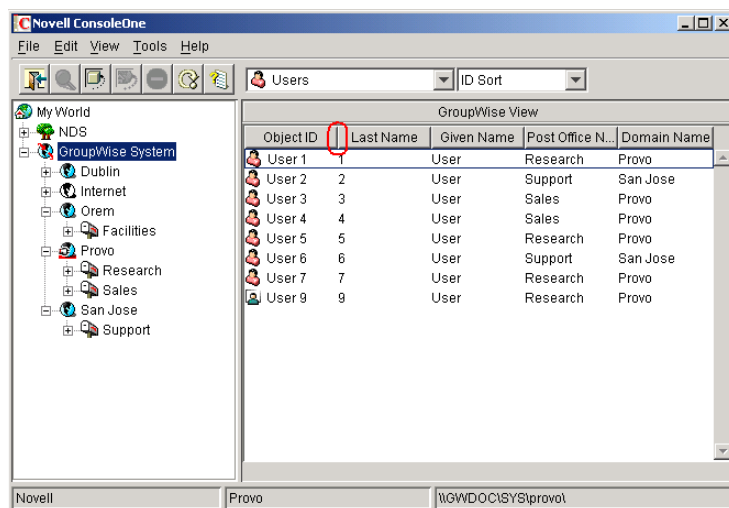 Novell ConsoleOne
File Edit View Tools Help
Users ID Sort
My World
NDS
GroupWise System
Dublin
Internet
Orem
Facilities
Provo
Research
Sales
San Jose
Support
GroupWise View
Object ID Last Name Given Name Post Office N... Domain Name
User 1 1 User Research Provo
User 2 2 User Support San Jose
User 3 3 User Sales Provo
User 4 4 User Sales Provo
User 5 5 User Research Provo
User 6 6 User Support San Jose
User 7 7 User Research Provo
User 9 9 User Research Provo
Novell Provo \\GWDOC\SYS\provo\